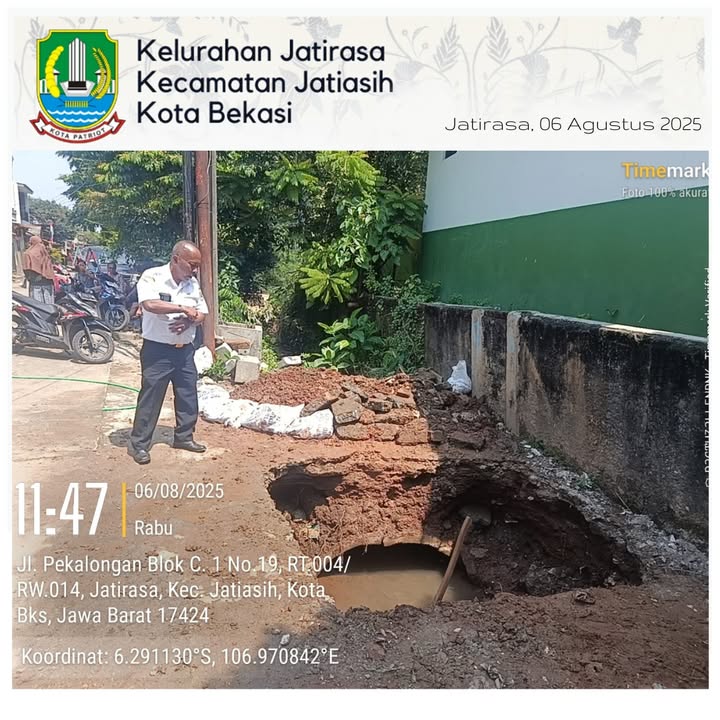 Kelurahan Jatirasa
Kecamatan Jatiasih
Kota Bekasi
KOTA PATRIOT
Jatirasa, 06 Agustus 2025
Timemark
Foto 100% akura
11:47
06/08/2025
Rabu
Jl. Pekalongan Blok C. 1 No.19, RT.004/
RW.014, Jatirasa, Kec. Jatiasih, Kota
Bks, Jawa Barat 17424
Koordinat: 6.291130°S, 106.970842°E